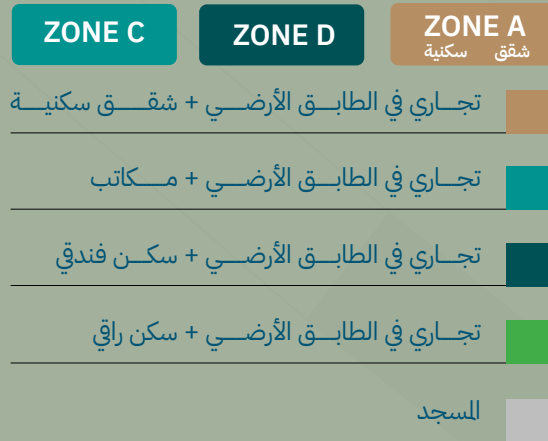 ZONE C
ZONE D
ZONE A
شقق سكنية
تجاري في الطابق الأرضي + شقق سكنية
تجاري في الطابق الأرضي + مكاتب
تجاري في الطابق الأرضي + سكن فندقي
تجاري في الطابق الأرضي + سكن راقي
المسجد